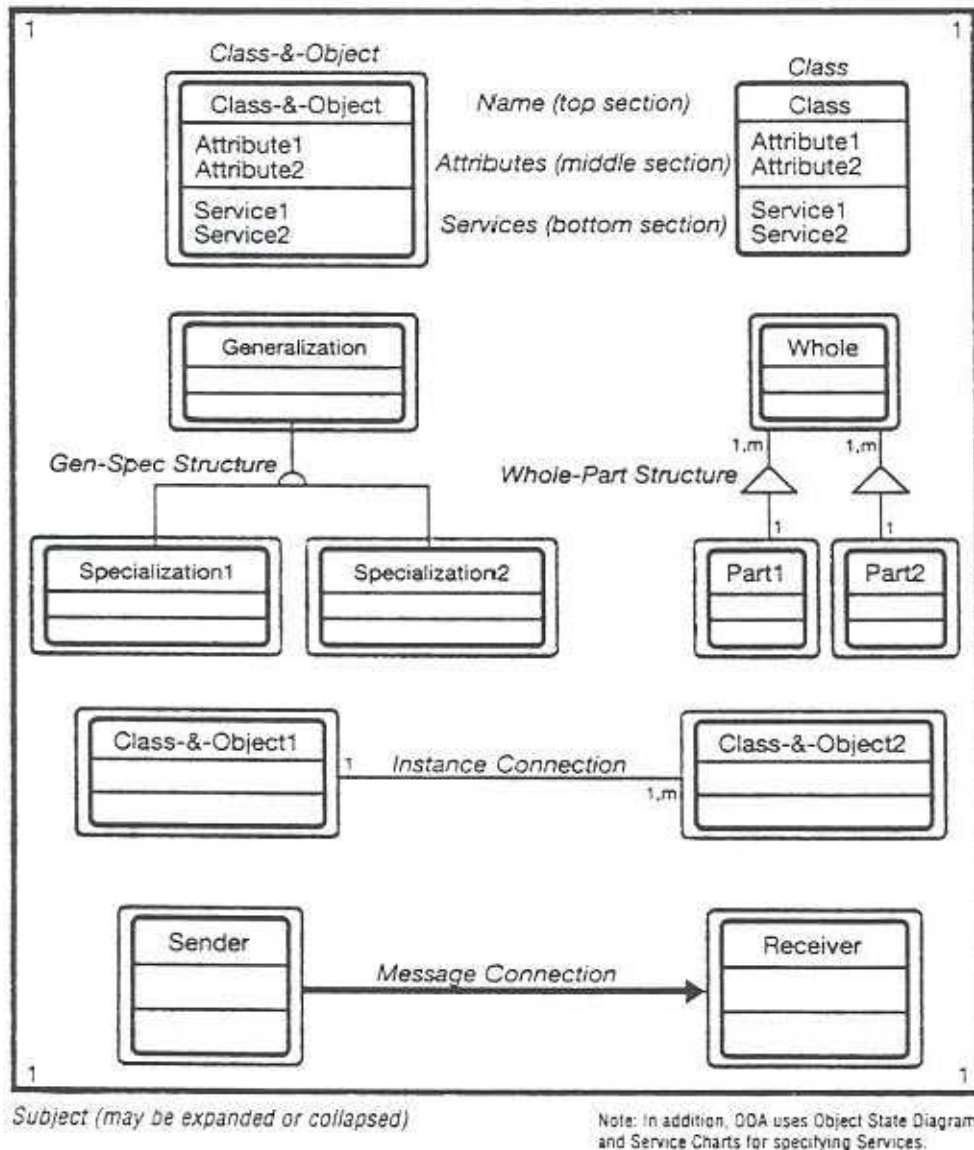 1 1
Class-&-Object
Class
Class-&-Object
Name (top section)
Class
Attribute1
Attribute2
Attributes (middle section)
Attribute1
Attribute2
Service1
Service2
Services (bottom section)
Service1
Service2
Generalization
Whole
1,m 1,m
Gen-Spec Structure
Whole-Part Structure
1 1
Specialization1
Specialization2
Part1
Part2
Class-&-Object1
Class-&-Object2
1
Instance Connection
1,m
Sender
Receiver
Message Connection
1 1
Subject (may be expanded or collapsed)
Note: In addition, OOA uses Object State Diagram
and Service Charts for specifying Services.